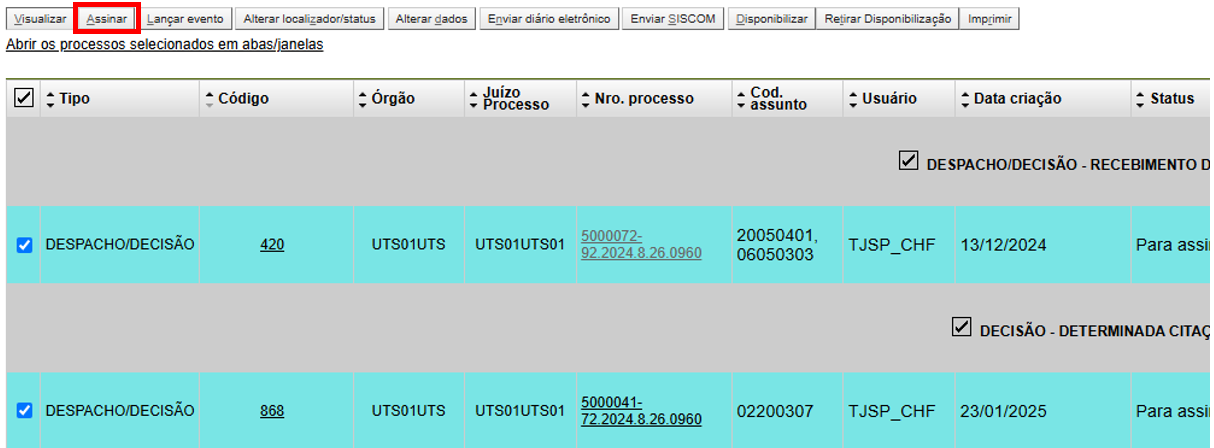 Visualizar Assinar Lançar evento Alterar localizador/status Alterar dados Enviar diário eletrônico Enviar SISCOM Disponibilizar Retirar Disponibilização Imprimir
Abrir os processos selecionados em abas/janelas
Tipo Código Órgão Juízo Processo Nro. processo Cod. assunto Usuário Data criação Status
DESPACHO/DECISÃO - RECEBIMENTO D
DESPACHO/DECISÃO 420 UTS01UTS UTS01UTS01 5000072-92.2024.8.26.0960 20050401, 06050303 TJSP_CHF 13/12/2024 Para assi
DECISÃO - DETERMINADA CITAÇ
DESPACHO/DECISÃO 868 UTS01UTS UTS01UTS01 5000041-72.2024.8.26.0960 02200307 TJSP_CHF 23/01/2025 Para assi